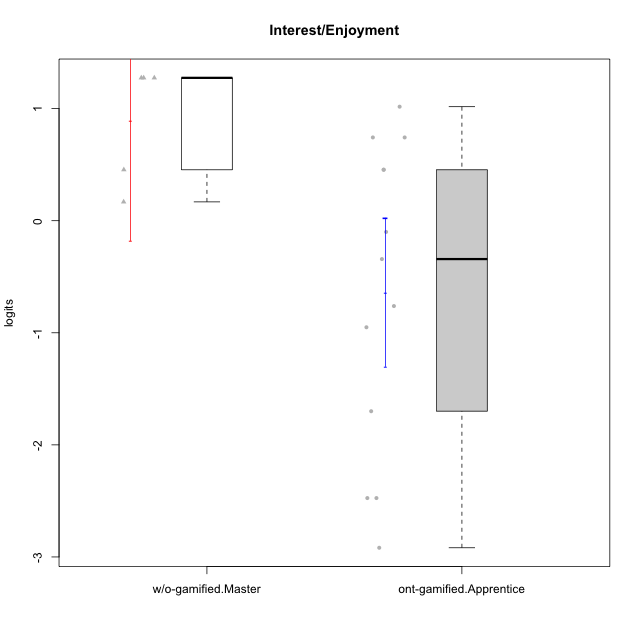 Interest/Enjoyment
logits
1
0
-1
-2
-3
w/o-gamified.Master
ont-gamified.Apprentice